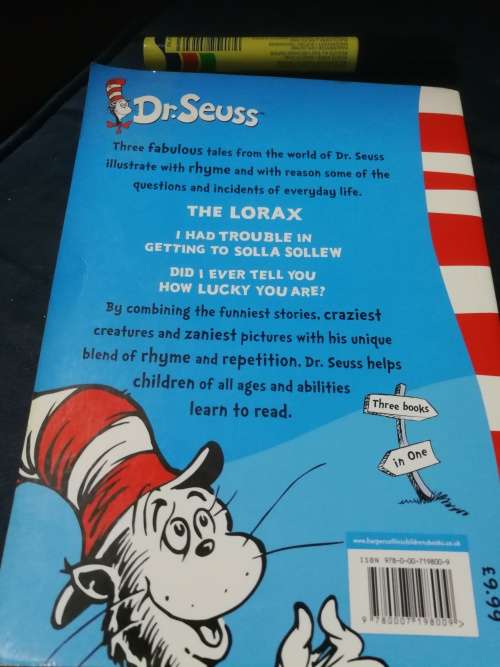 Dr. Seuss
Three fabulous tales from the world of Dr. Seuss
illustrate with rhyme and with reason some of the
questions and incidents of everyday life.
THE LORAX
I HAD TROUBLE IN
GETTING TO SOLLA SOLLEW
DID I EVER TELL YOU
HOW LUCKY YOU ARE?
By combining the funniest stories, craziest
creatures and zaniest pictures with his unique
blend of rhyme and repetition, Dr. Seuss helps
children of all ages and abilities
learn to read.
Three books
in One
www.harpercollinschildrensbooks.co.uk
ISBN 978-0-00-719800-9
9 780007 198009 >
£9.99